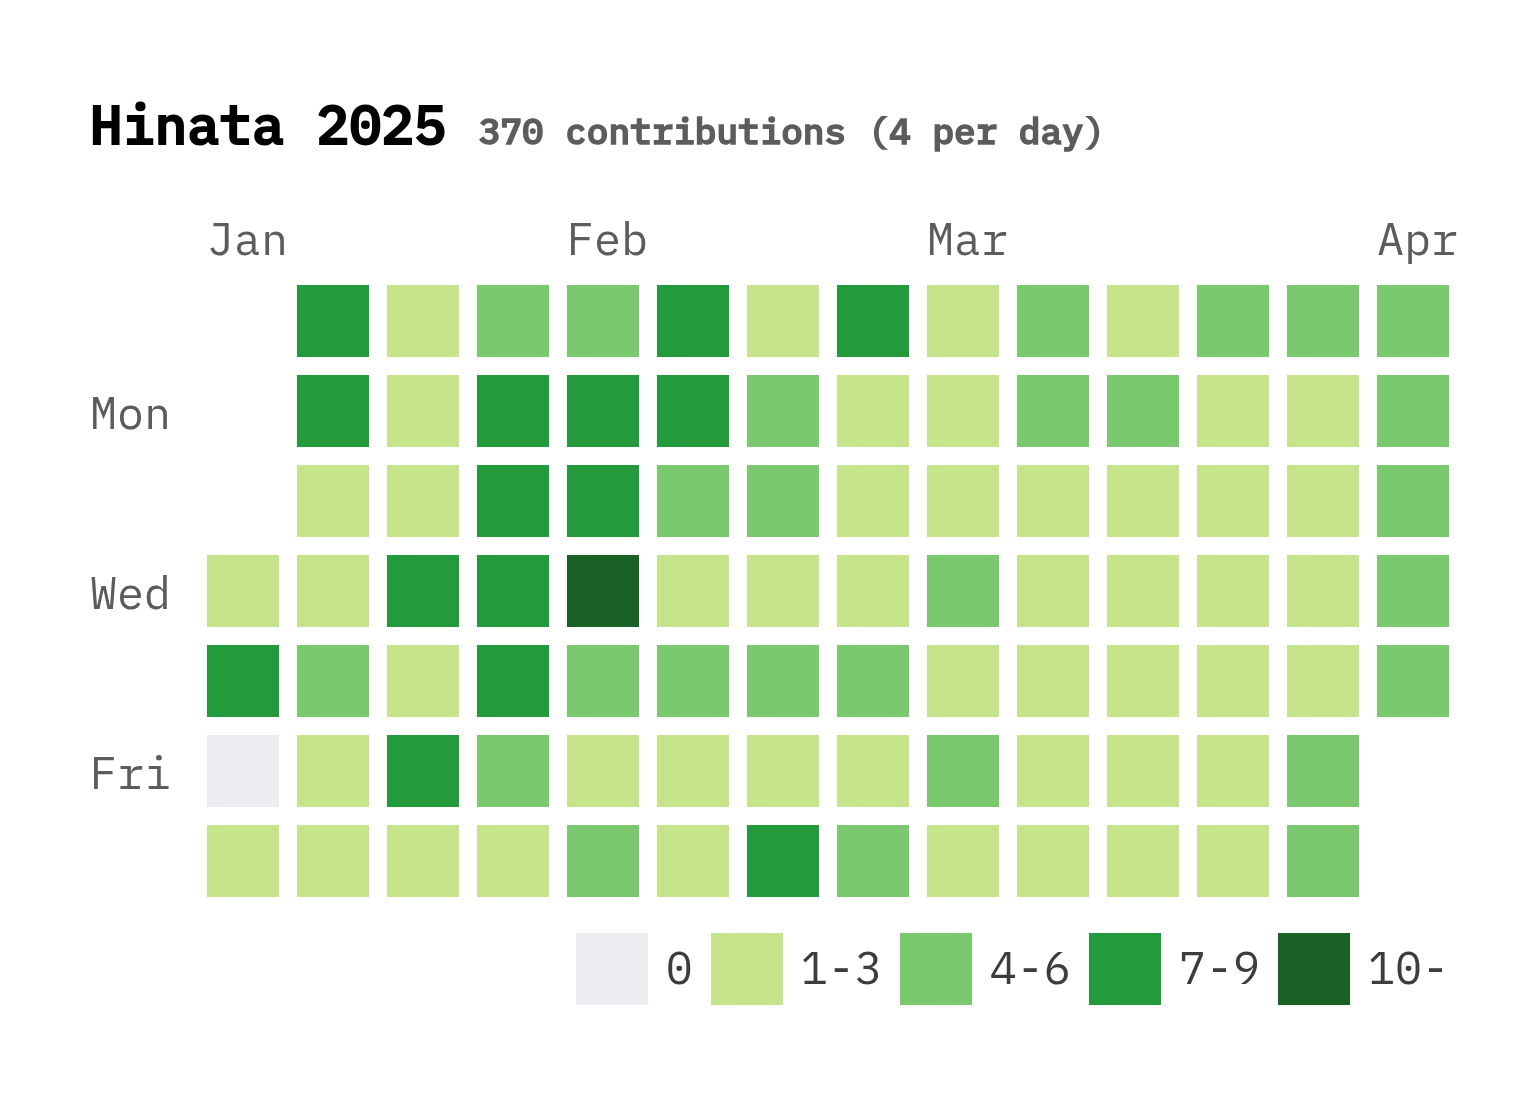 Hinata 2025 370 contributions (4 per day)
Jan Feb Mar Apr
Mon
Wed
Fri
0 1-3 4-6 7-9 10-